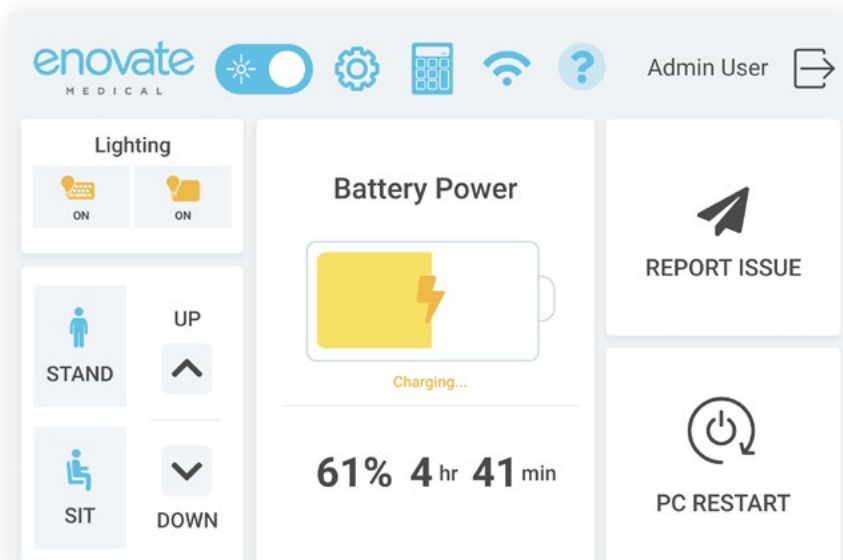 enovate
MEDICAL
?
Admin User
Lighting
ON
ON
STAND
UP
SIT
DOWN
Battery Power
Charging...
61% 4 hr 41 min
REPORT ISSUE
PC RESTART